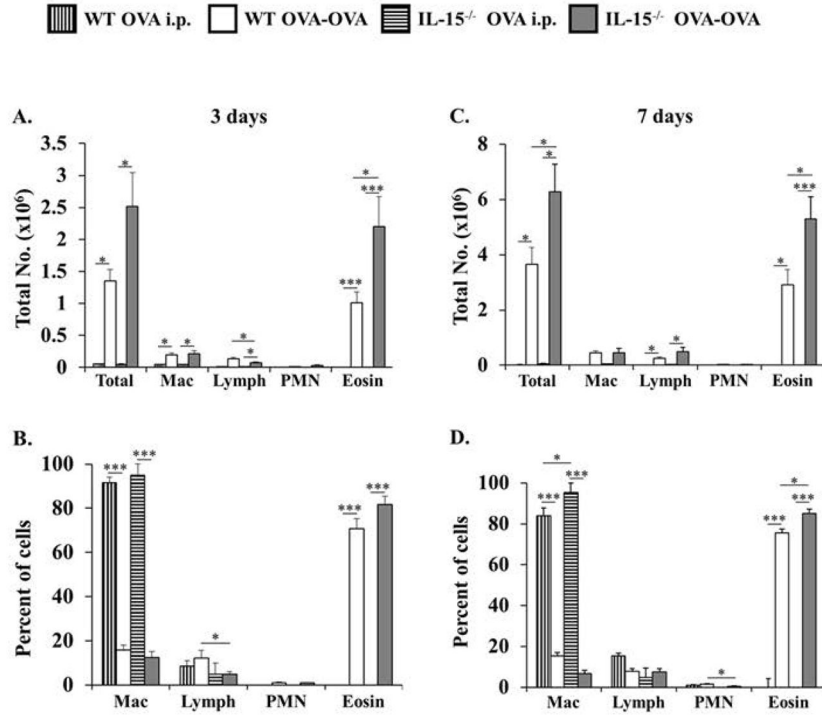 WT OVA i.p. WT OVA-OVA IL-15-/- OVA i.p. IL-15-/- OVA-OVA
A. 3 days
Total No. (x10⁶)
3.5
3
2.5
2
1.5
1
0.5
0
* * * * * * *** * ***
Total Mac Lymph PMN Eosin
C. 7 days
Total No. (x10⁶)
8
6
4
2
0
* * * * * * * ***
Total Mac Lymph PMN Eosin
B.
Percent of cells
100
80
60
40
20
0
*** *** * *** ***
Mac Lymph PMN Eosin
D.
Percent of cells
100
80
60
40
20
0
*** * *** * *** * ***
Mac Lymph PMN Eosin